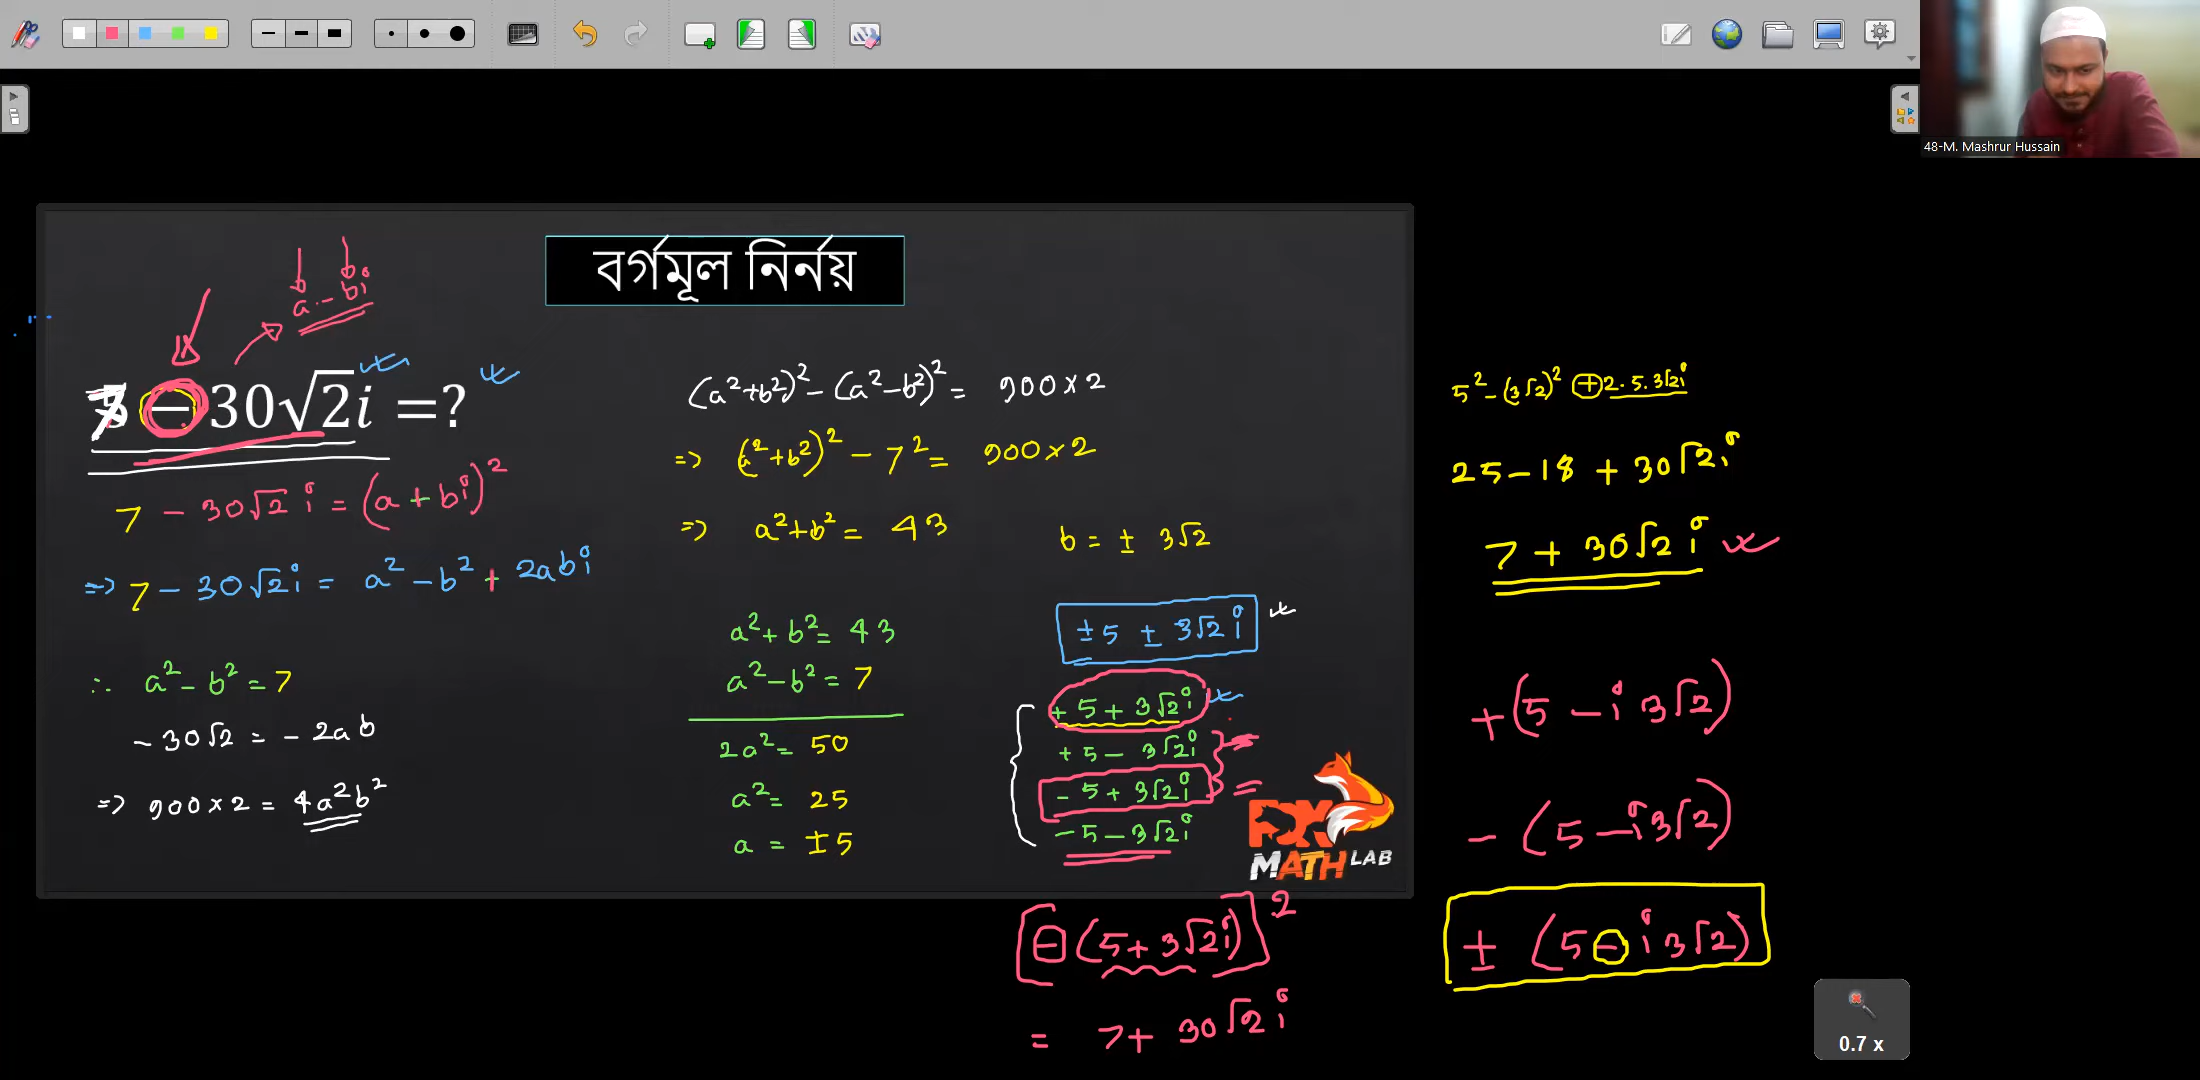 48-M. Mashrur Hussain
বর্গমূল নির্নয়
a - bi
7 − 30√2i =?
7 - 30√2 i = (a + bi)²
=> 7 - 30√2i = a² - b² + 2abi
∴ a² - b² = 7
- 30√2 = - 2ab
=> 900 × 2 = 4a²b²
(a²+b²)² - (a²-b²)² = 900 × 2
=> (a²+b²)² - 7² = 900 × 2
=> a²+b² = 43
a² + b² = 43
a² - b² = 7
2a² = 50
a² = 25
a = ±5
b = ± 3√2
± 5 ± 3√2 i
+ 5 + 3√2i
+ 5 - 3√2i
- 5 + 3√2i
- 5 - 3√2i
FOX
MATH LAB
[- (5 + 3√2i)]²
= 7 + 30√2 i
5² - (3√2)² + 2·5·3√2i
25 - 18 + 30√2i
7 + 30√2 i
+ (5 - i 3√2)
- (5 - i 3√2)
± (5 - i 3√2)
0.7 x